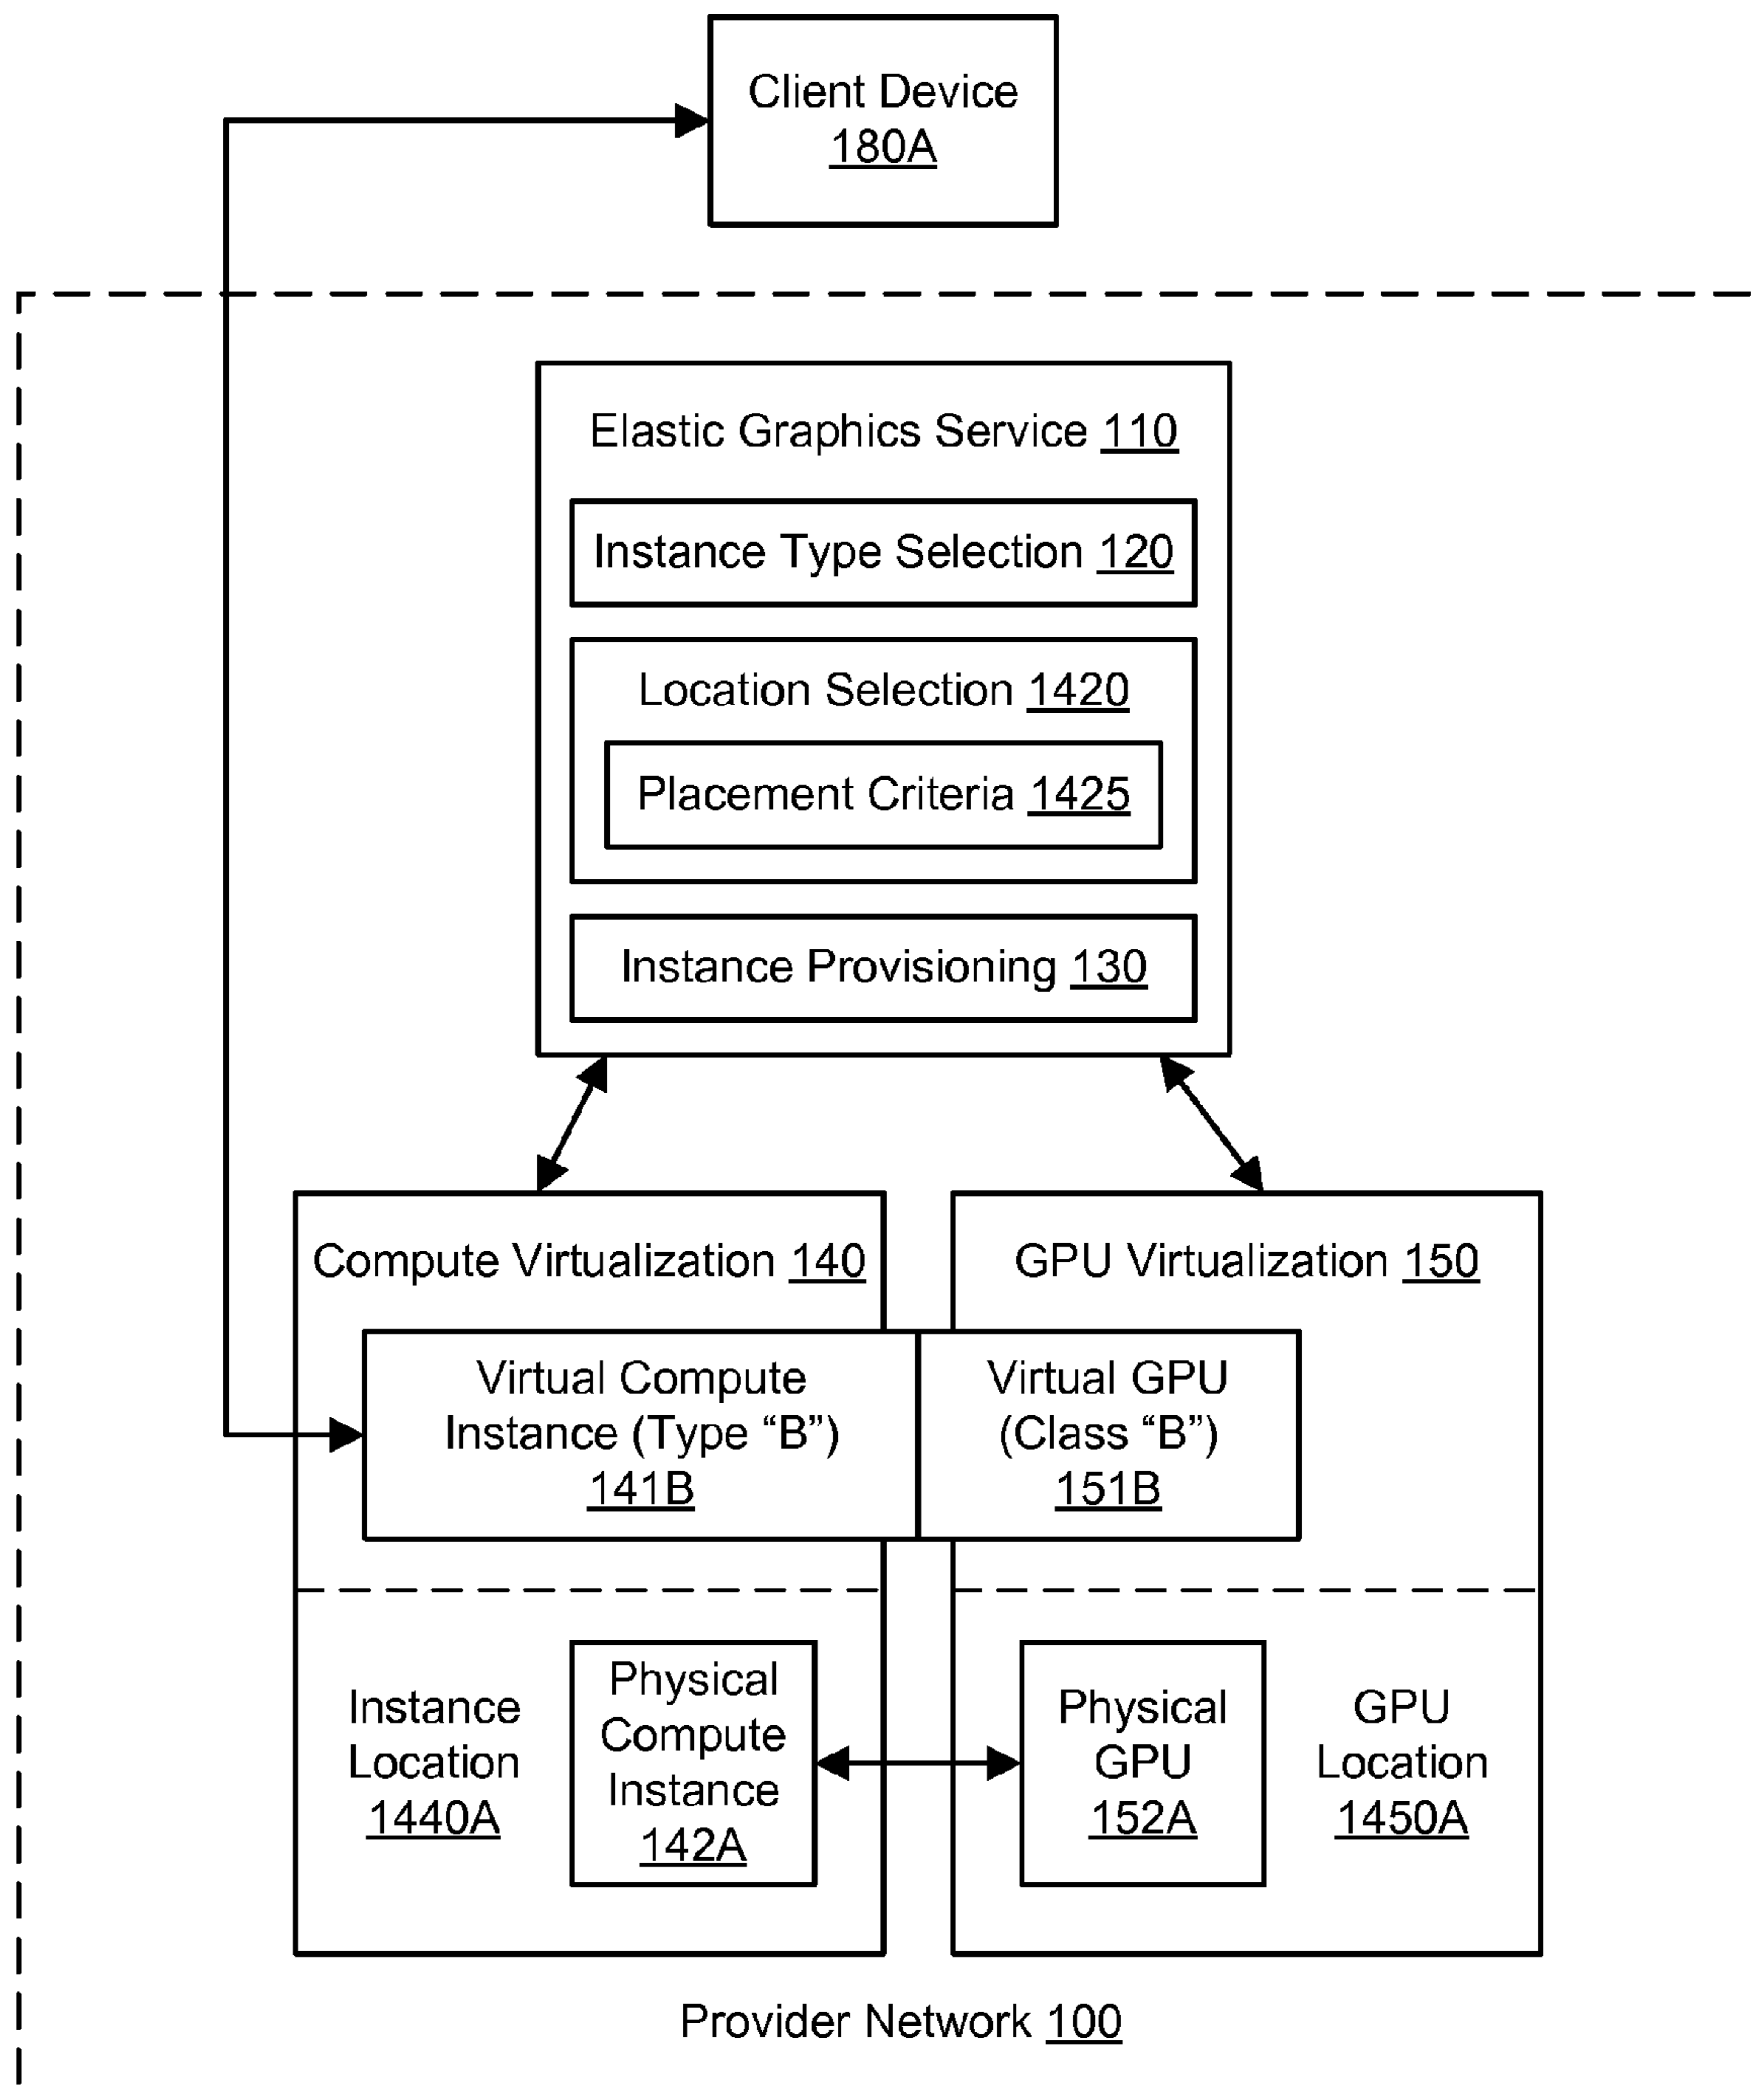 Client Device
180A
Elastic Graphics Service 110
Instance Type Selection 120
Location Selection 1420
Placement Criteria 1425
Instance Provisioning 130
Compute Virtualization 140
GPU Virtualization 150
Virtual Compute
Instance (Type “B”)
141B
Virtual GPU
(Class “B”)
151B
Instance
Location
1440A
Physical
Compute
Instance
142A
Physical
GPU
152A
GPU
Location
1450A
Provider Network 100